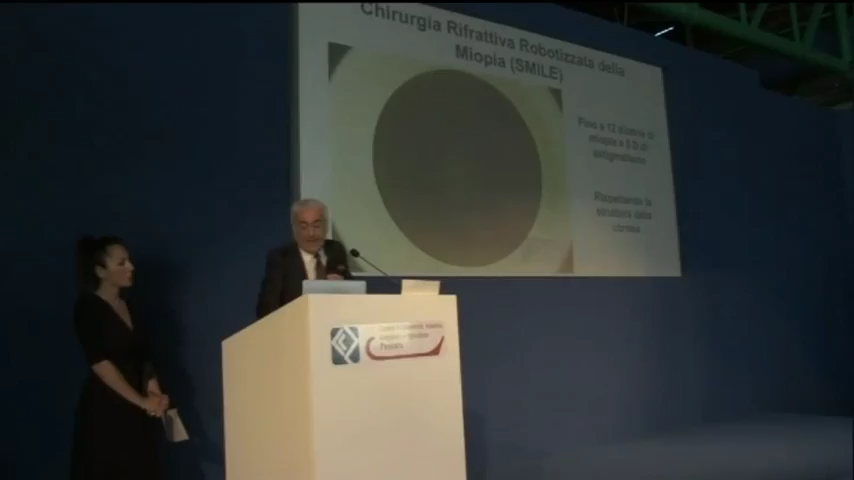 Chirurgia Rifrattiva Robotizzata della
Miopia (SMILE)
Fino a 12 diottrie di
miopia e 5 D di
astigmatismo
Rispettando la
struttura della
cornea